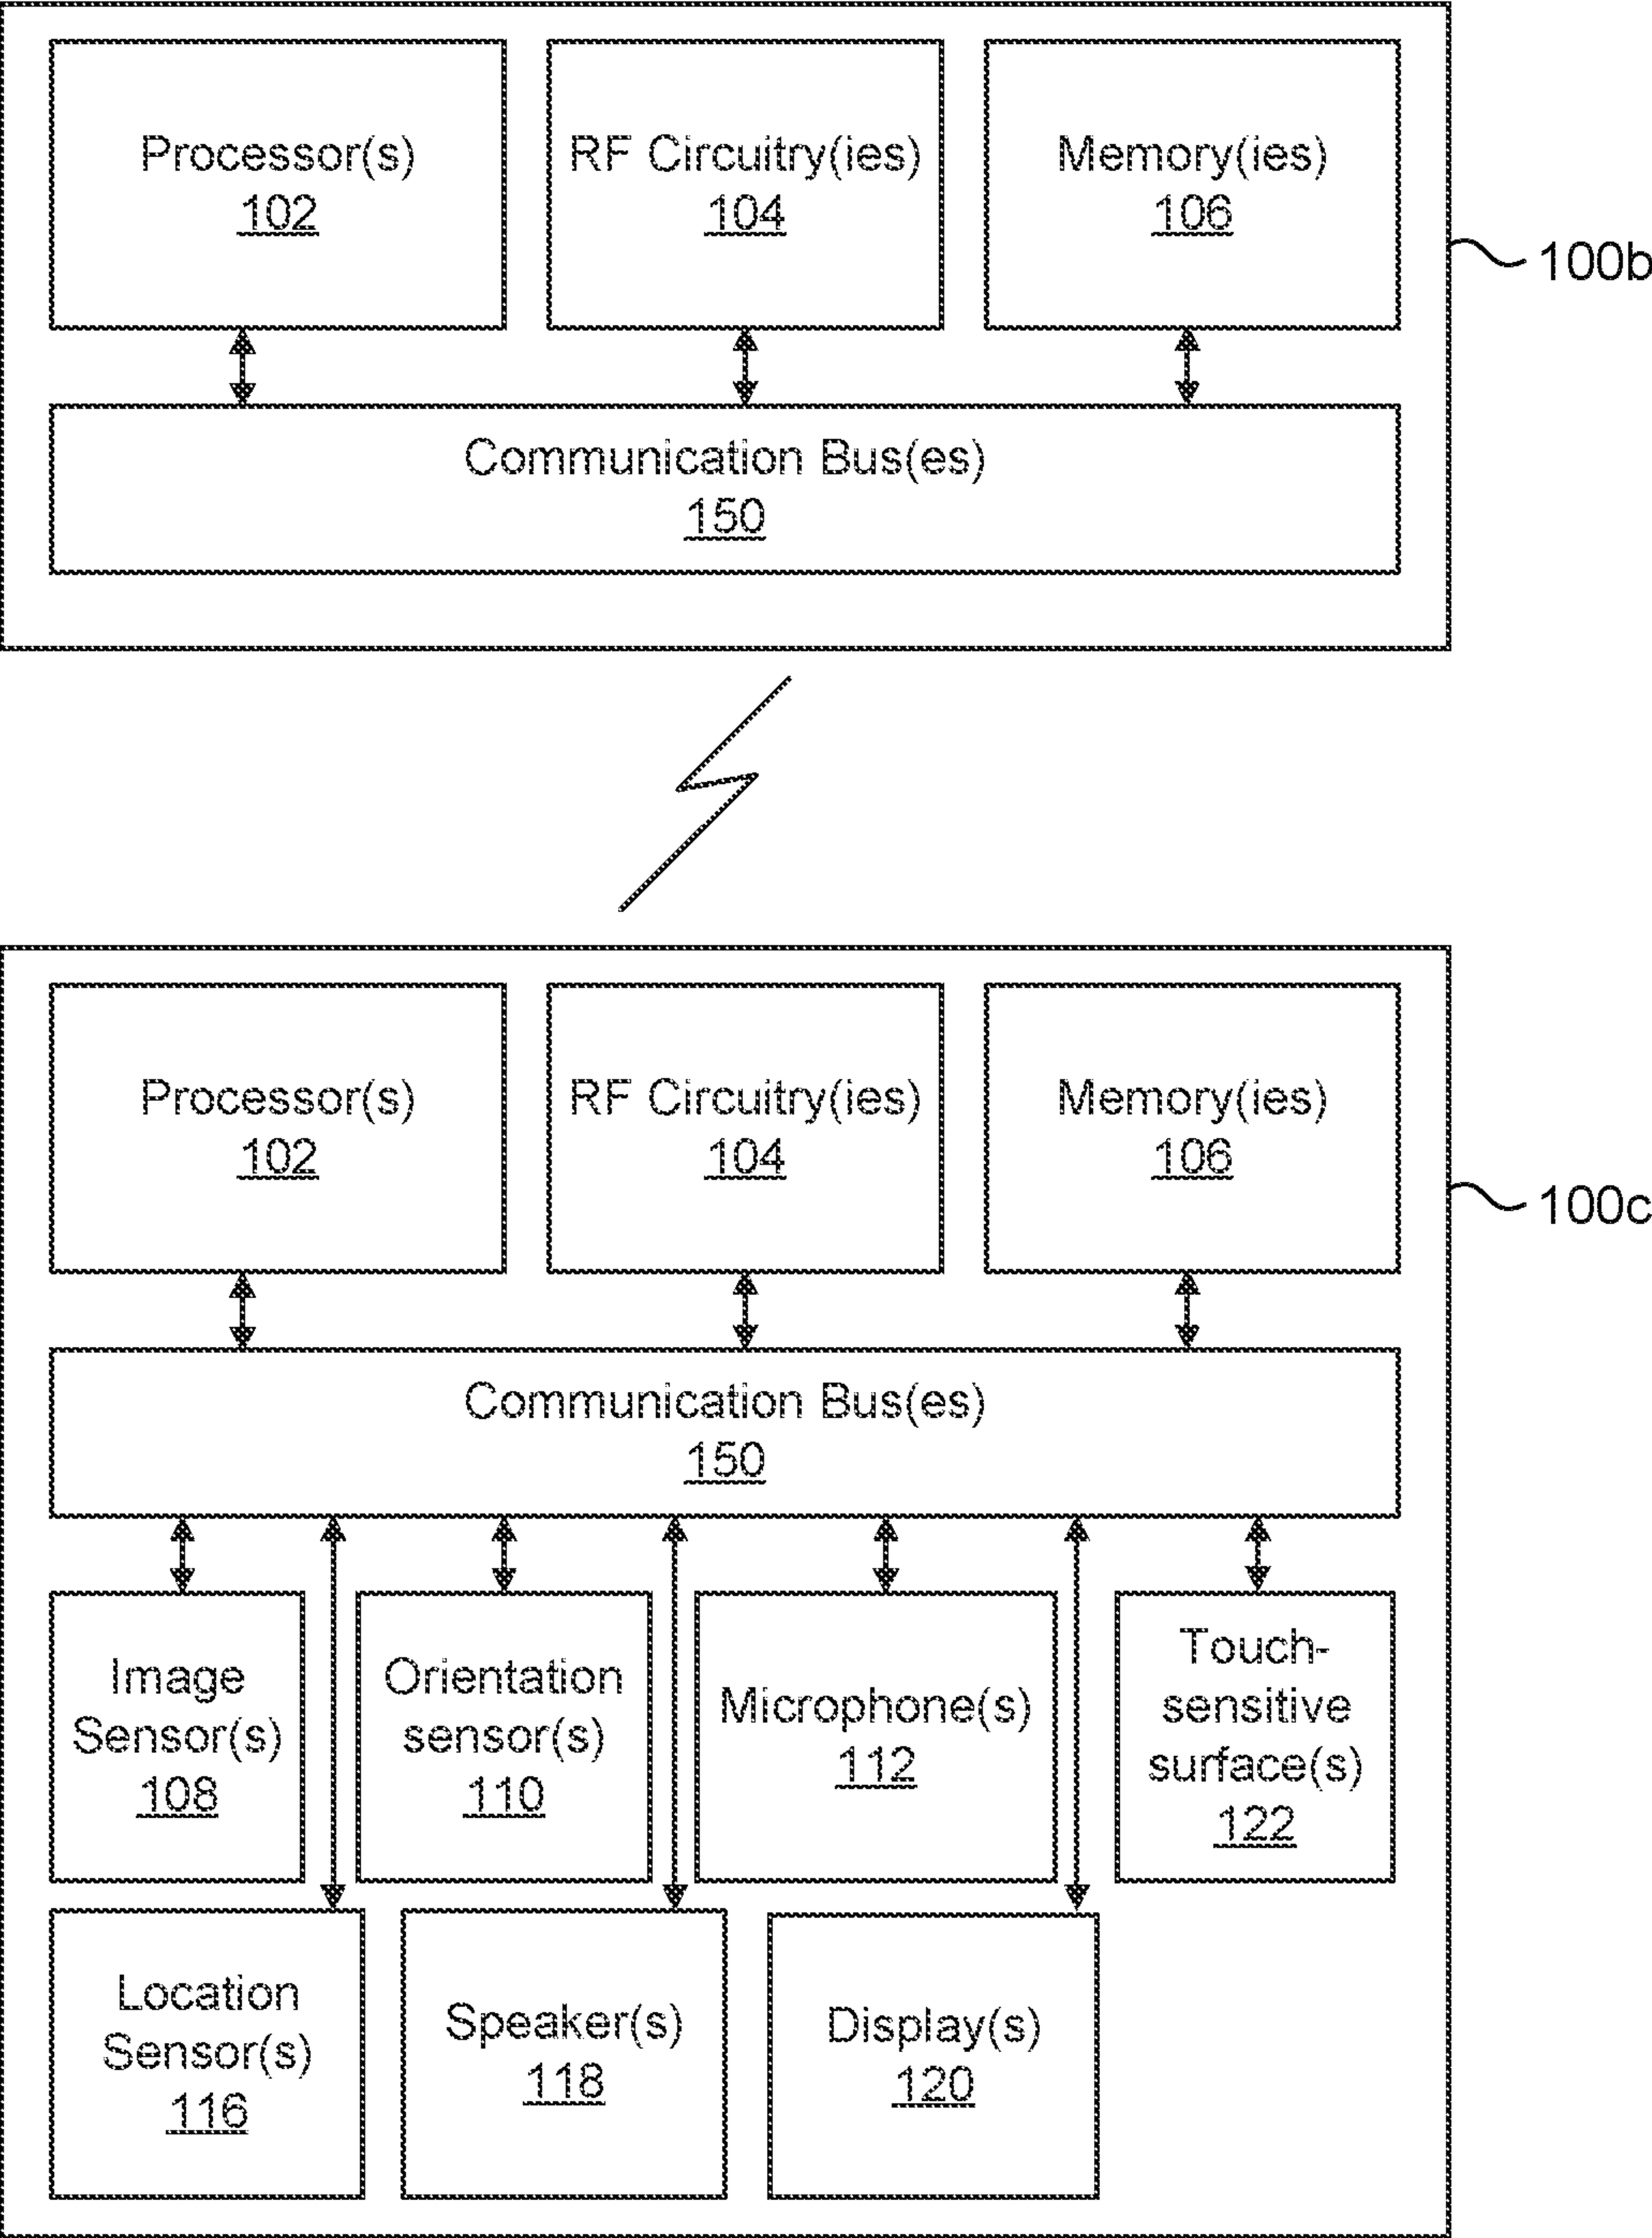 Processor(s)
102
RF Circuitry(ies)
104
Memory(ies)
106
100b
Communication Bus(es)
150
Processor(s)
102
RF Circuitry(ies)
104
Memory(ies)
106
100c
Communication Bus(es)
150
Image
Sensor(s)
108
Orientation
sensor(s)
110
Microphone(s)
112
Touch-
sensitive
surface(s)
122
Location
Sensor(s)
116
Speaker(s)
118
Display(s)
120